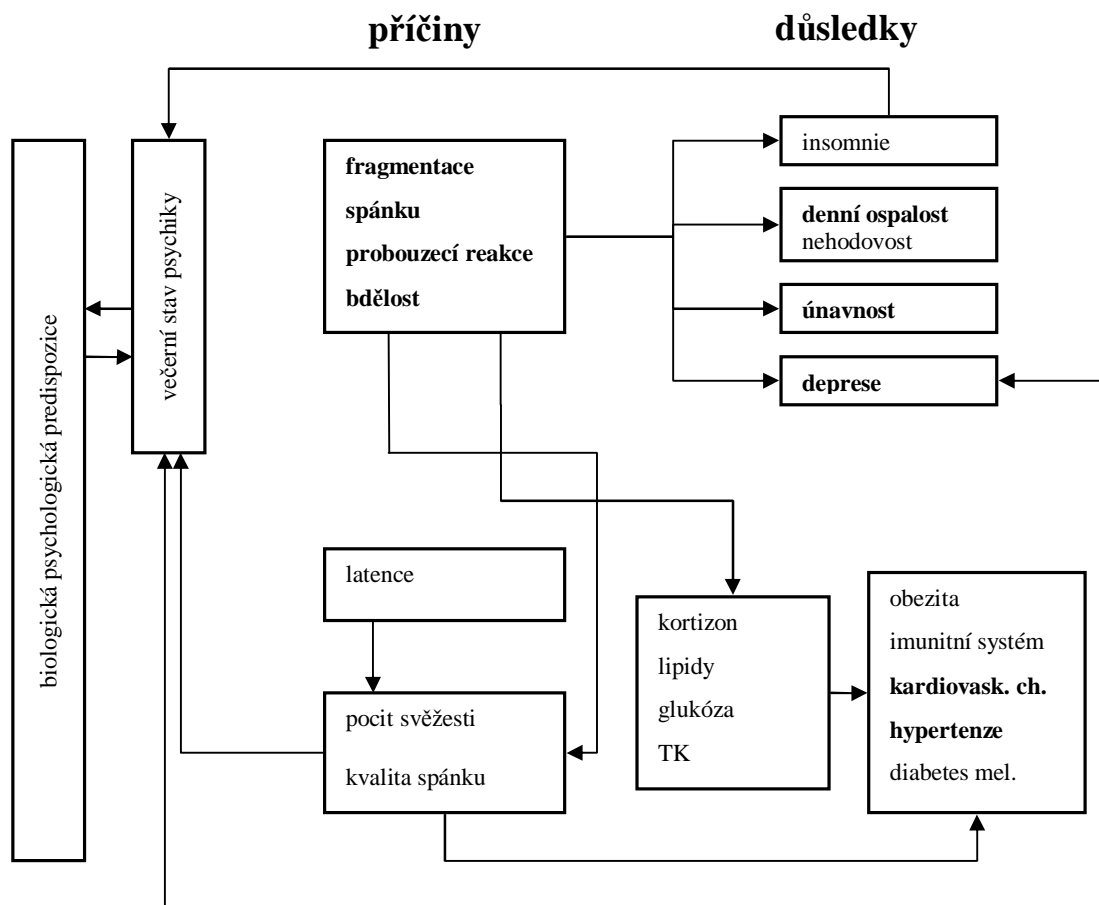 příčiny
důsledky
biologická psychologická predispozice
večerní stav psychiky
fragmentace
spánku
probouzecí reakce
bdělost
insomnie
denní ospalost
nehodovost
únavnost
deprese
latence
pocit svěžesti
kvalita spánku
kortizon
lipidy
glukóza
TK
obezita
imunitní systém
kardiovask. ch.
hypertenze
diabetes mel.